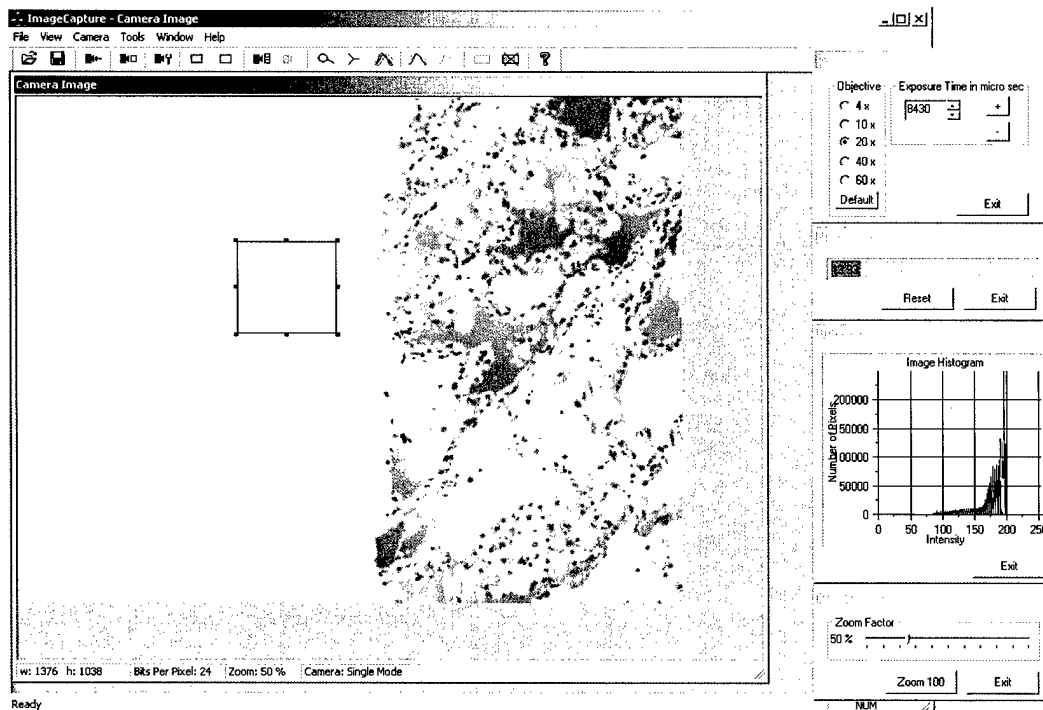 ImageCapture - Camera Image
File View Camera Tools Window Help
Camera Image
Objective
4 x
10 x
20 x
40 x
60 x
Default
Exposure Time in micro sec
8430
+
-
Exit
Reset Exit
Image Histogram
Number of Pixels
200000
150000
100000
50000
0
0 50 100 150 200 250
Intensity
Exit
Zoom Factor
50 %
Zoom 100 Exit
w: 1376 h: 1038 Bits Per Pixel: 24 Zoom: 50 % Camera: Single Mode
Ready NUM